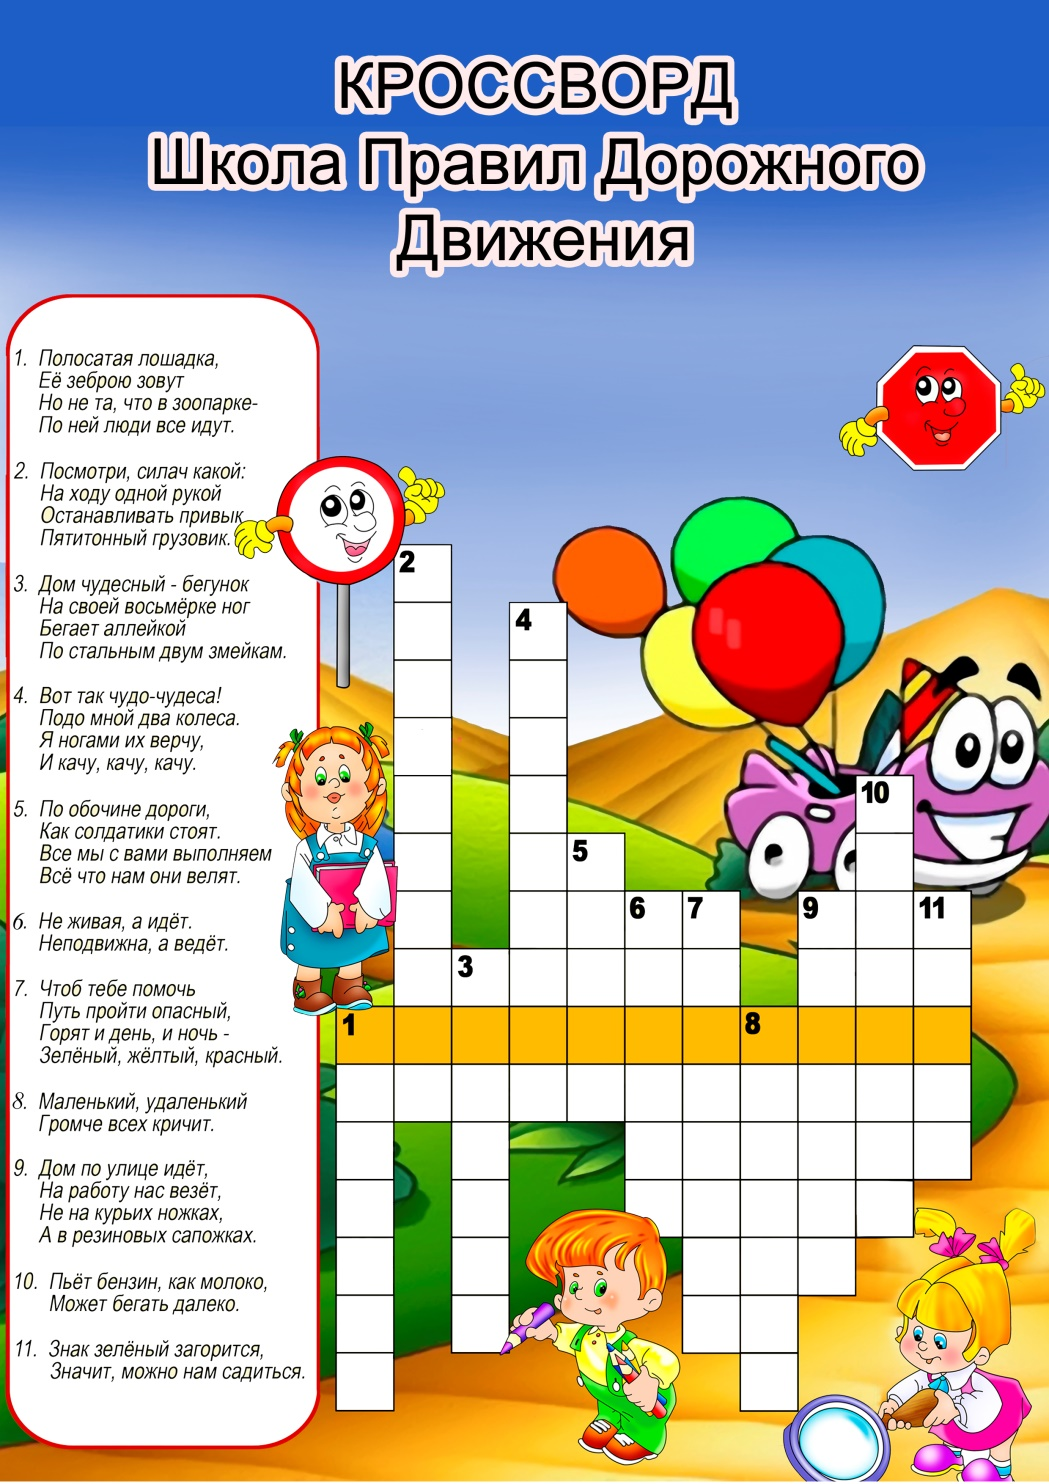 КРОССВОРД
Школа Правил Дорожного
Движения
1. Полосатая лошадка,
Её зеброю зовут
Но не та, что в зоопарке-
По ней люди все идут.
2. Посмотри, силач какой:
На ходу одной рукой
Останавливать привык
Пятитонный грузовик.
3. Дом чудесный - бегунок
На своей восьмёрке ног
Бегает аллейкой
По стальным двум змейкам.
4. Вот так чудо-чудеса!
Подо мной два колеса.
Я ногами их верчу,
И качу, качу, качу.
5. По обочине дороги,
Как солдатики стоят.
Все мы с вами выполняем
Всё что нам они велят.
6. Не живая, а идёт.
Неподвижна, а ведёт.
7. Чтоб тебе помочь
Путь пройти опасный,
Горят и день, и ночь -
Зелёный, жёлтый, красный.
8. Маленький, удаленький
Громче всех кричит.
9. Дом по улице идёт,
На работу нас везёт,
Не на курьих ножках,
А в резиновых сапожках.
10. Пьёт бензин, как молоко,
Может бегать далеко.
11. Знак зелёный загорится,
Значит, можно нам садиться.
2
4
10
5
6 7 9 11
3
1 8